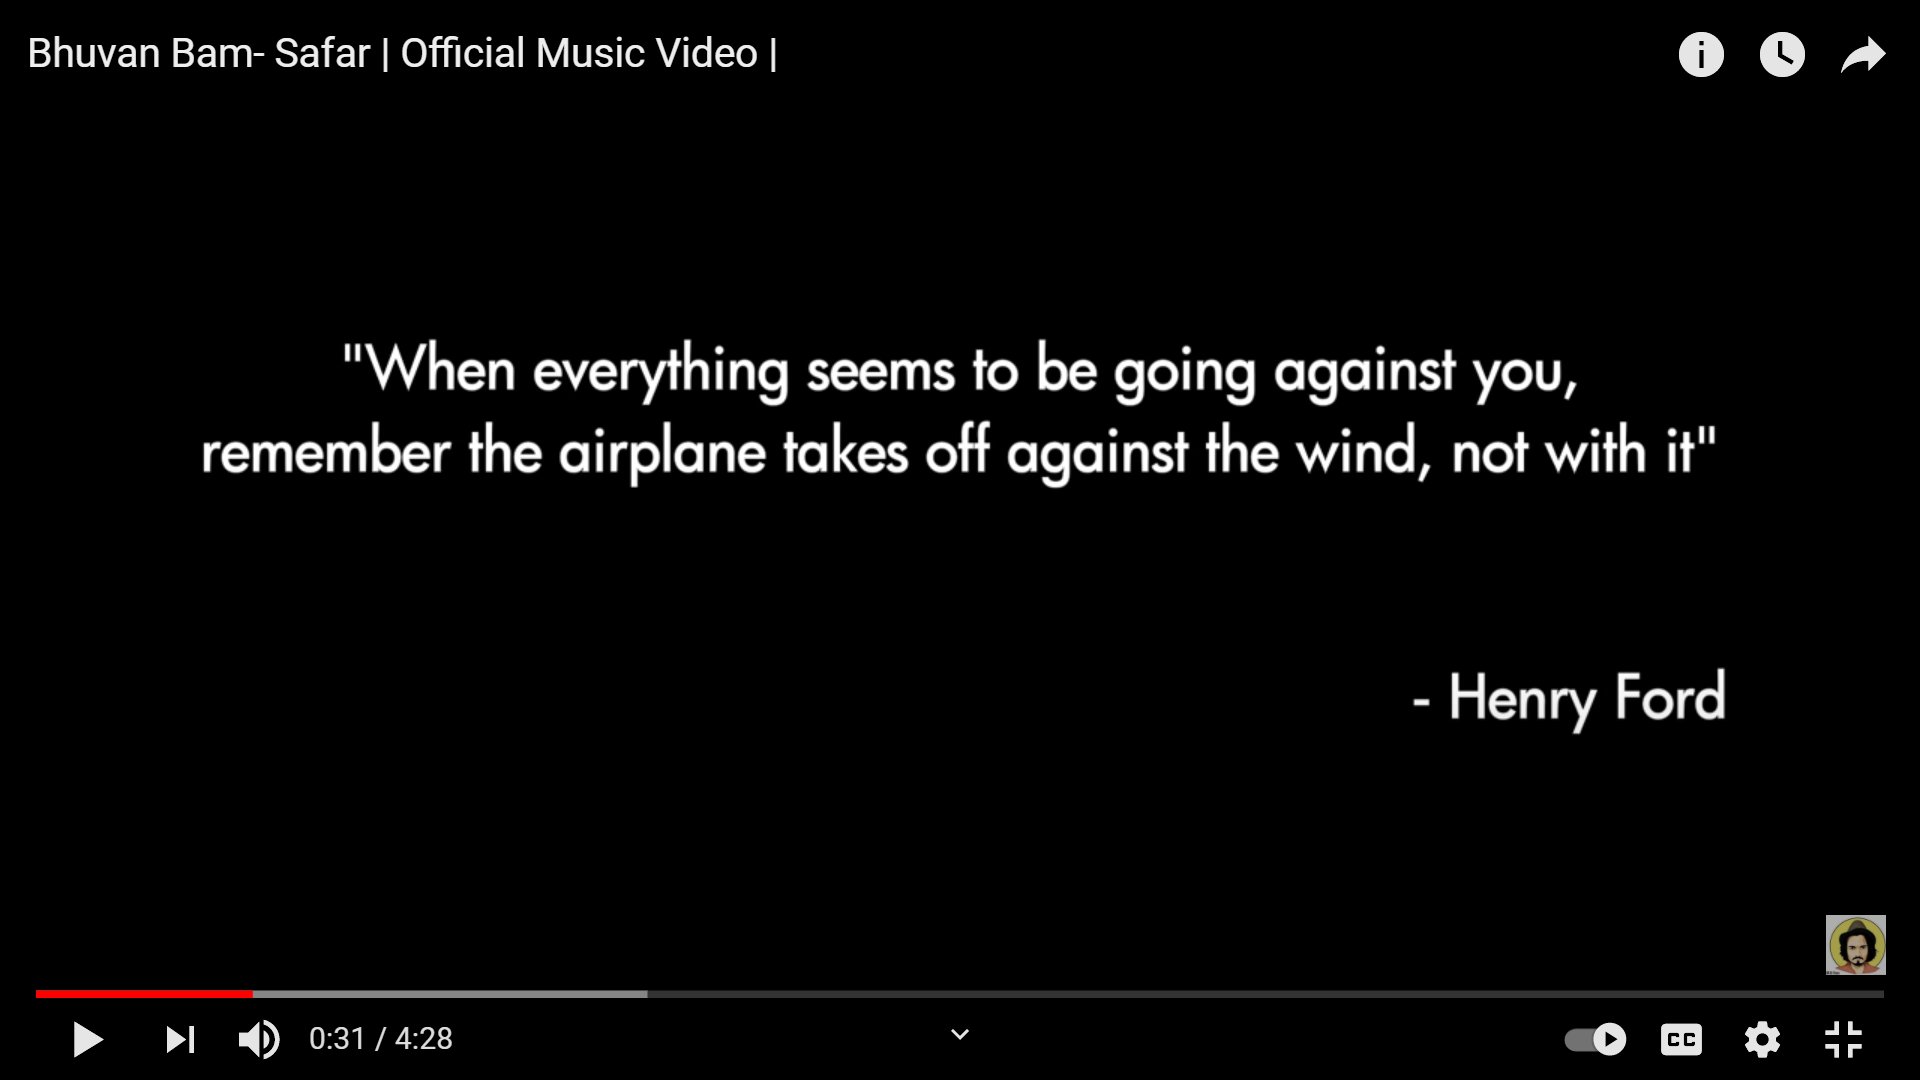 Bhuvan Bam- Safar | Official Music Video |
"When everything seems to be going against you,
remember the airplane takes off against the wind, not with it"
- Henry Ford
0:31 / 4:28
CC